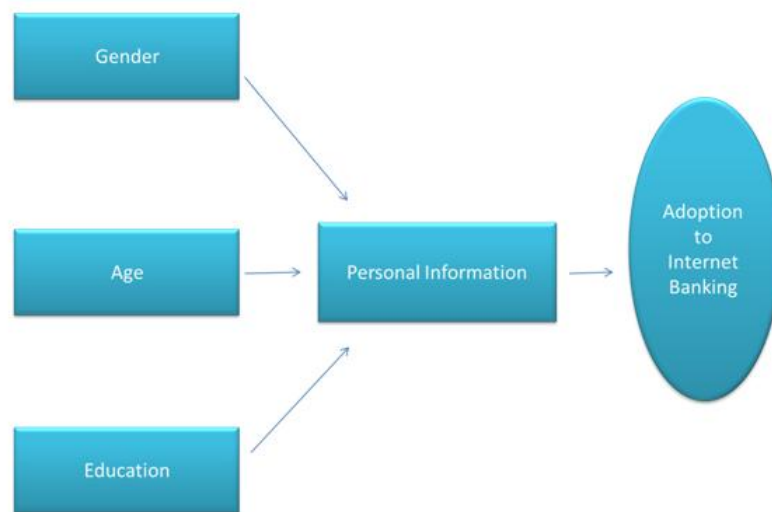 Gender
Age
Personal Information
Education
Adoption
to
Internet
Banking